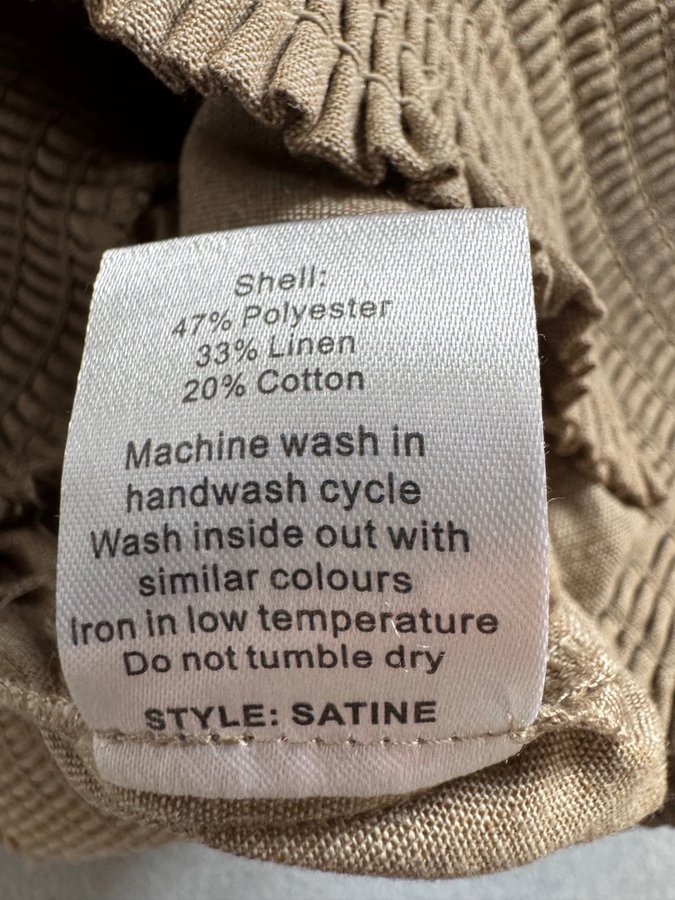 Shell:
47% Polyester
33% Linen
20% Cotton
Machine wash in
handwash cycle
Wash inside out with
similar colours
Iron in low temperature
Do not tumble dry
STYLE: SATINE